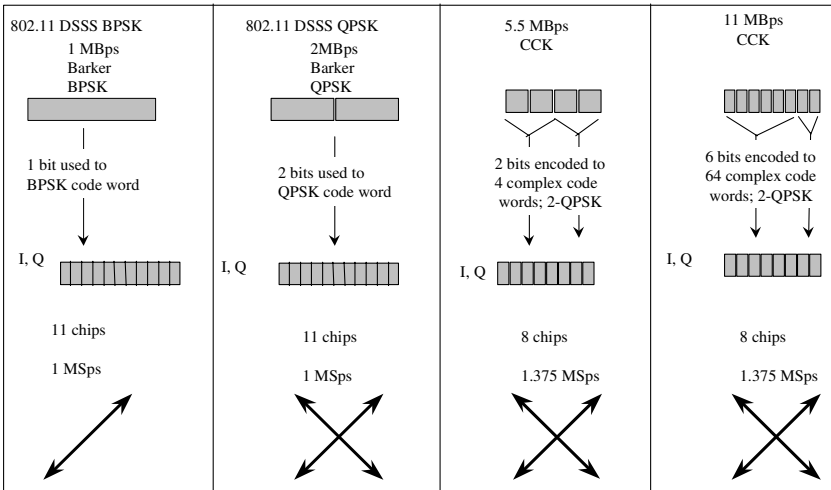 802.11 DSSS BPSK
1 MBps
Barker
BPSK
1 bit used to
BPSK code word
I, Q
11 chips
1 MSps
802.11 DSSS QPSK
2MBps
Barker
QPSK
2 bits used to
QPSK code word
I, Q
11 chips
1 MSps
5.5 MBps
CCK
2 bits encoded to
4 complex code
words; 2-QPSK
I, Q
8 chips
1.375 MSps
11 MBps
CCK
6 bits encoded to
64 complex code
words; 2-QPSK
I, Q
8 chips
1.375 MSps